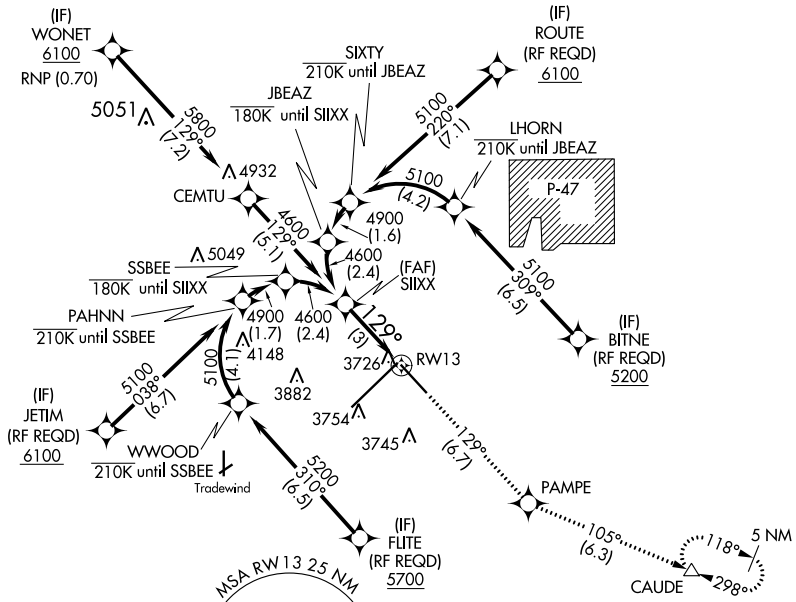 (IF)
WONET
6100
RNP (0.70)
5051
5800
129°
(7.2)
4932
CEMTU
4600
129°
(5.1)
JBEAZ
180K until SIIXX
SIXTY
210K until JBEAZ
(IF)
ROUTE
(RF REQD)
6100
5100
220°
(7.1)
LHORN
210K until JBEAZ
P-47
5100
(4.2)
4900
(1.6)
4600
(2.4)
5049
SSBEE
180K until SIIXX
(FAF)
SIIXX
PAHNN
210K until SSBEE
4900
(1.7)
4600
(2.4)
129°
(3)
5100
309°
(6.5)
(IF)
BITNE
(RF REQD)
5200
5100
(4.1)
4148
3882
3726
RW13
3754
3745
5100
038°
(6.7)
(IF)
JETIM
(RF REQD)
6100
WWOOD
210K until SSBEE
Tradewind
5200
310°
(6.5)
129°
(6.7)
PAMPE
105°
(6.3)
118°
5 NM
298°
CAUDE
(IF)
FLITE
(RF REQD)
5700
MSA RW13 25 NM